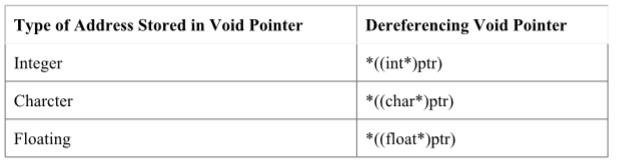 Type of Address Stored in Void Pointer Dereferencing Void Pointer
Integer *((int*)ptr)
Charcter *((char*)ptr)
Floating *((float*)ptr)